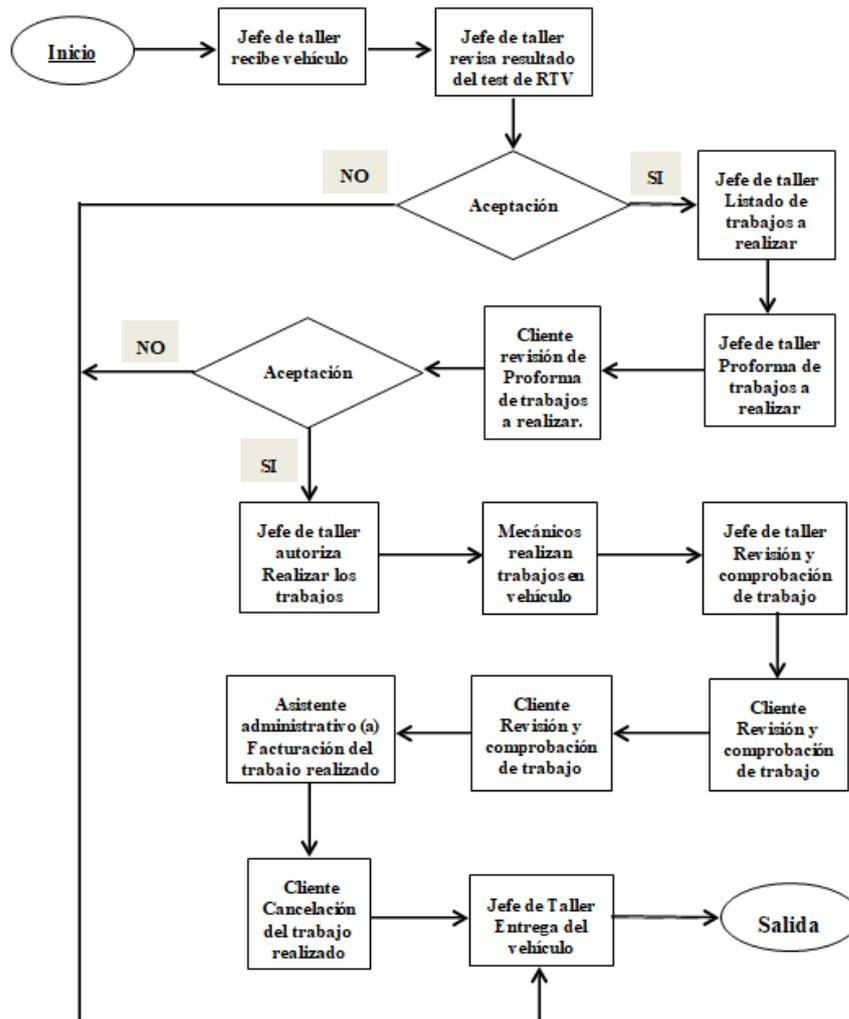 Inicio
Jefe de taller
recibe vehículo
Jefe de taller
revisa resultado
del test de RTV
NO
Aceptación
SI
Jefe de taller
Listado de
trabajos a
realizar
NO
Aceptación
Cliente
revisión de
Proforma
de trabajos
a realizar.
Jefe de taller
Proforma de
trabajos a
realizar
SI
Jefe de taller
autoriza
Realizar los
trabajos
Mecánicos
realizan
trabajos en
vehículo
Jefe de taller
Revisión y
comprobación
de trabajo
Asistente
administrativo (a)
Facturación del
trabajo realizado
Cliente
Revisión y
comprobación
de trabajo
Cliente
Revisión y
comprobación
de trabajo
Cliente
Cancelación
del trabajo
realizado
Jefe de Taller
Entrega del
vehículo
Salida